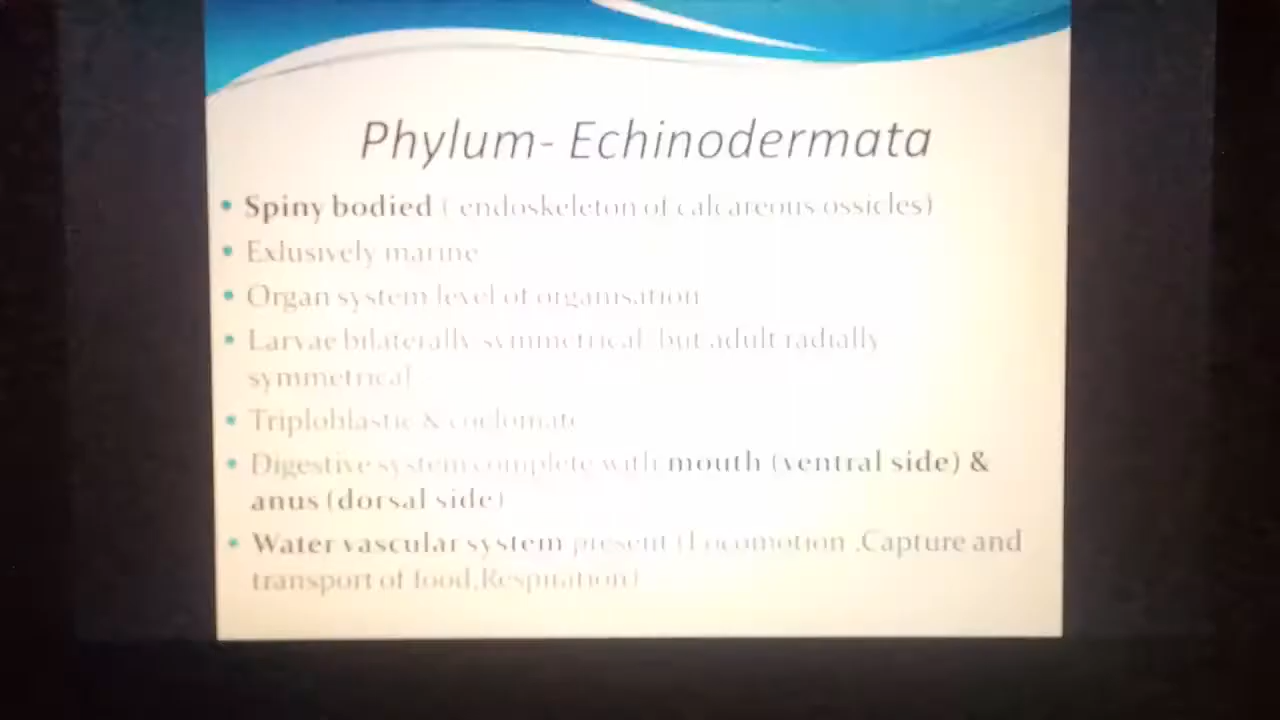 Phylum- Echinodermata
• Spiny bodied ( endoskeleton of calcareous ossicles)
• Exlusively marine
• Organ system level of organisation
• Larvae bilaterally symmetrical but adult radially
symmetrical
• Triploblastic & coelomate
• Digestive system complete with mouth (ventral side) &
anus (dorsal side)
• Water vascular system present (Locomotion ,Capture and
transport of food,Respiration)